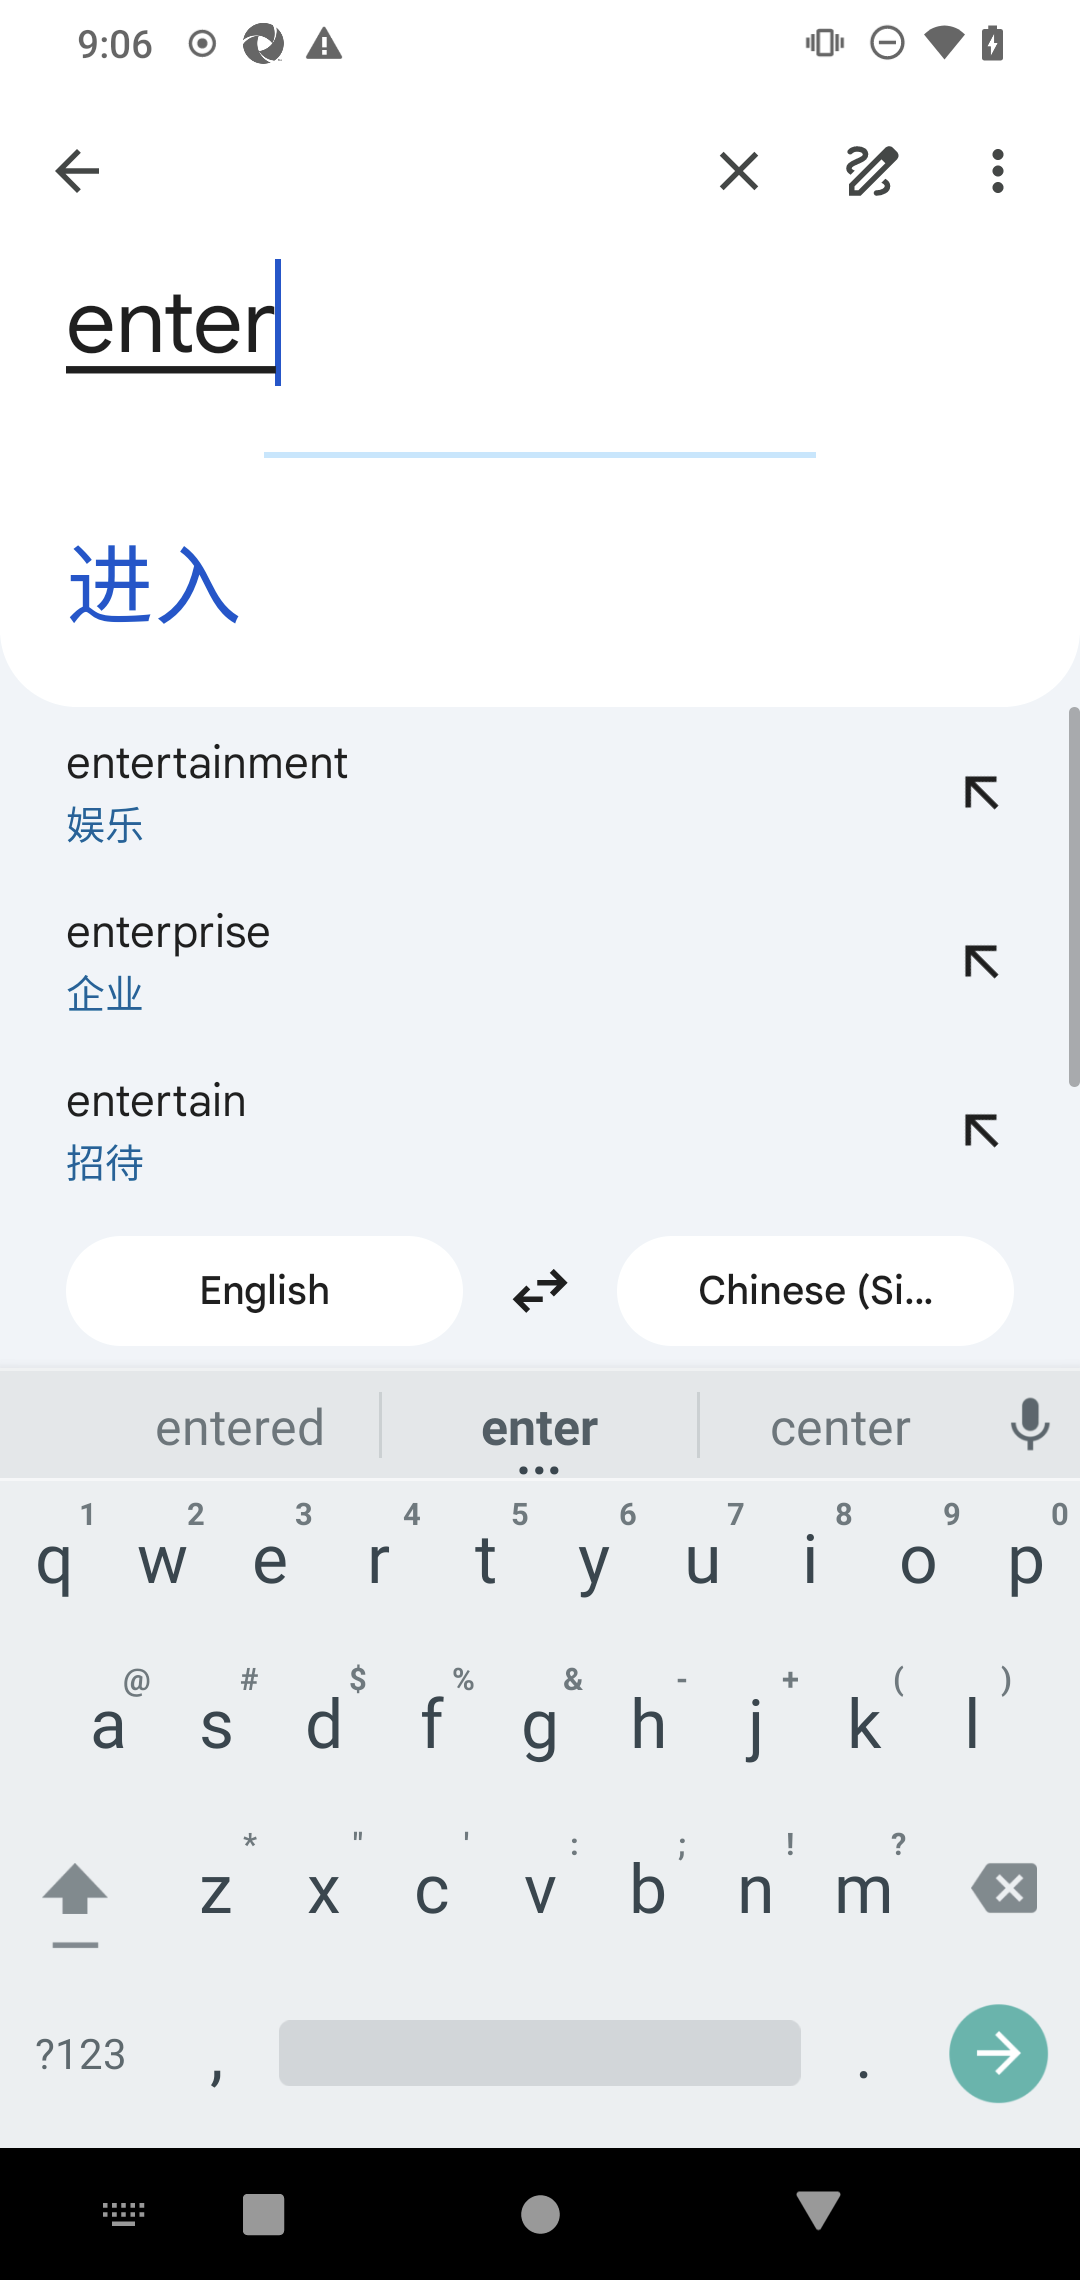 9:06
enter
进入
entertainment
娱乐
enterprise
企业
entertain
招待
English
Chinese (Si...
entered
enter
center
1 2 3 4 5 6 7 8 9 0
q w e r t y u i o p
@ # $ % & - + ( )
a s d f g h j k l
* " ' : ; ! ?
z x c v b n m
?123 , .